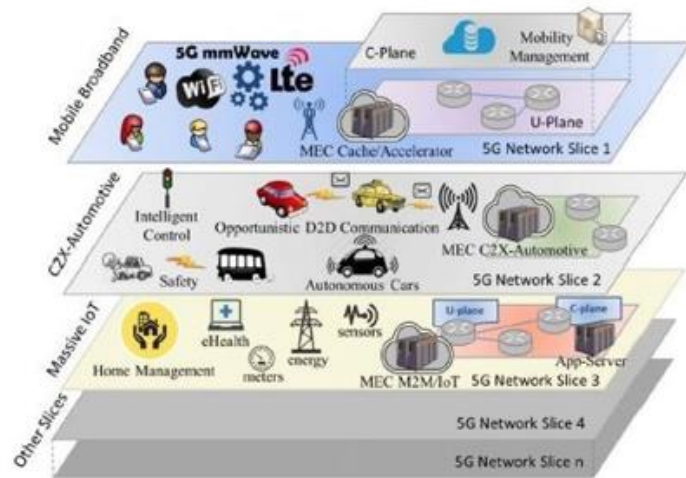 Mobile Broadband
5G mmWave
WiFi
Lte
C-Plane
Mobility
Management
U-Plane
MEC Cache/Accelerator
5G Network Slice 1
C2X-Automotive
Intelligent
Control
Opportunistic D2D Communication
MEC C2X-Automotive
Safety
Autonomous Cars
5G Network Slice 2
Massive IoT
Home Management
eHealth
meters
energy
sensors
U-plane
C-plane
MEC M2M/IoT
App-Server
5G Network Slice 3
Other Slices
5G Network Slice 4
5G Network Slice n